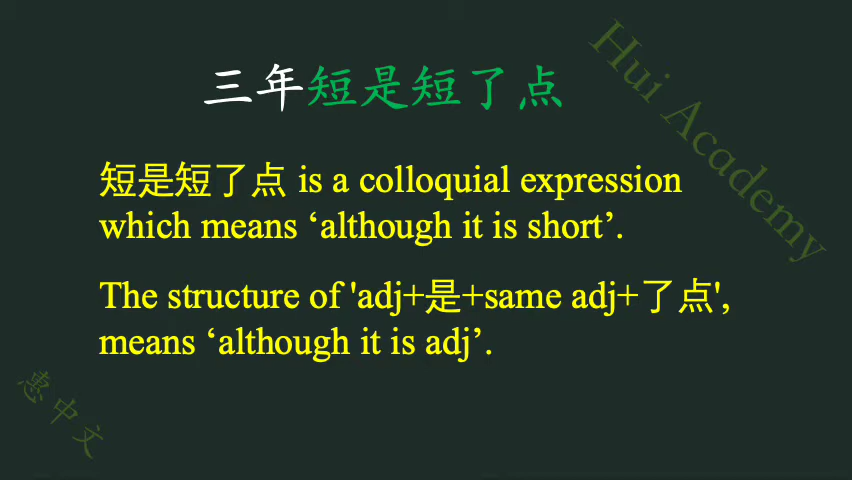 三年短是短了点
短是短了点 is a colloquial expression
which means ‘although it is short’.
The structure of 'adj+是+same adj+了点',
means ‘although it is adj’.
Hui Academy
惠中文